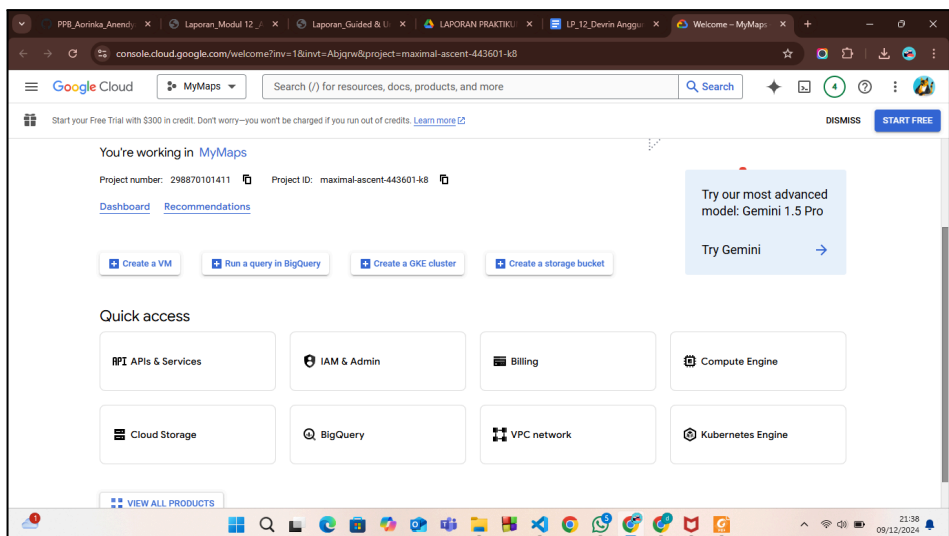 PPB_Aorinka_Anendy
Laporan_Modul 12_A
Laporan_Guided & U
LAPORAN PRAKTIKU
LP_12_Devrin Anggu
Welcome – MyMaps
console.cloud.google.com/welcome?inv=1&invt=Abjqrw&project=maximal-ascent-443601-k8
Google Cloud
MyMaps
Search (/) for resources, docs, products, and more
Search
4
Start your Free Trial with $300 in credit. Don't worry—you won't be charged if you run out of credits. Learn more
DISMISS
START FREE
You're working in MyMaps
Project number: 298870101411 Project ID: maximal-ascent-443601-k8
Dashboard Recommendations
Try our most advanced
model: Gemini 1.5 Pro
Try Gemini
Create a VM
Run a query in BigQuery
Create a GKE cluster
Create a storage bucket
Quick access
API APIs & Services
IAM & Admin
Billing
Compute Engine
Cloud Storage
BigQuery
VPC network
Kubernetes Engine
VIEW ALL PRODUCTS
1
21:38
09/12/2024